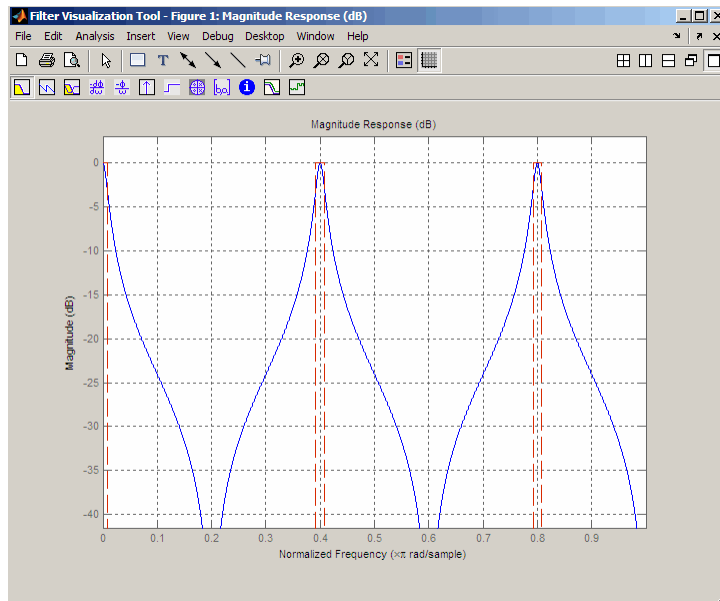 Filter Visualization Tool - Figure 1: Magnitude Response (dB)
File Edit Analysis Insert View Debug Desktop Window Help
Magnitude Response (dB)
0
-5
-10
-15
-20
-25
-30
-35
-40
Magnitude (dB)
0 0.1 0.2 0.3 0.4 0.5 0.6 0.7 0.8 0.9
Normalized Frequency (×π rad/sample)